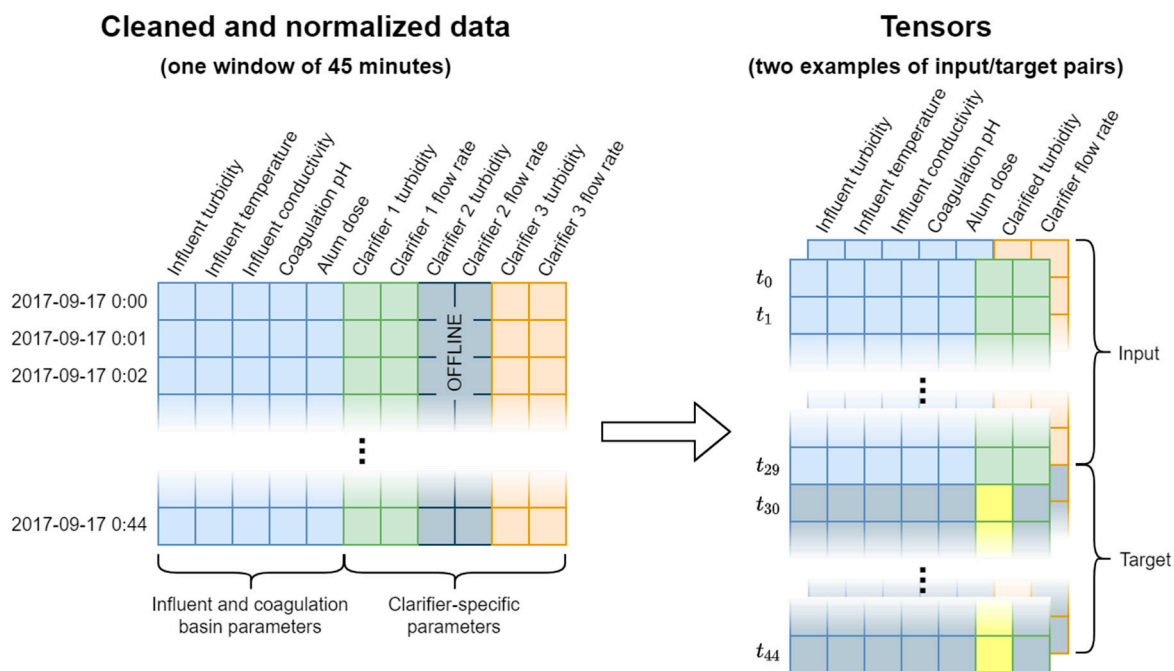 Cleaned and normalized data
(one window of 45 minutes)
Influent turbidity
Influent temperature
Influent conductivity
Coagulation pH
Alum dose
Clarifier 1 turbidity
Clarifier 1 flow rate
Clarifier 2 turbidity
Clarifier 2 flow rate
Clarifier 3 turbidity
Clarifier 3 flow rate
2017-09-17 0:00
2017-09-17 0:01
2017-09-17 0:02
OFFLINE
2017-09-17 0:44
Influent and coagulation
basin parameters
Clarifier-specific
parameters
Tensors
(two examples of input/target pairs)
Influent turbidity
Influent temperature
Influent conductivity
Coagulation pH
Alum dose
Clarified turbidity
Clarifier flow rate
t0
t1
Input
t29
t30
Target
t44